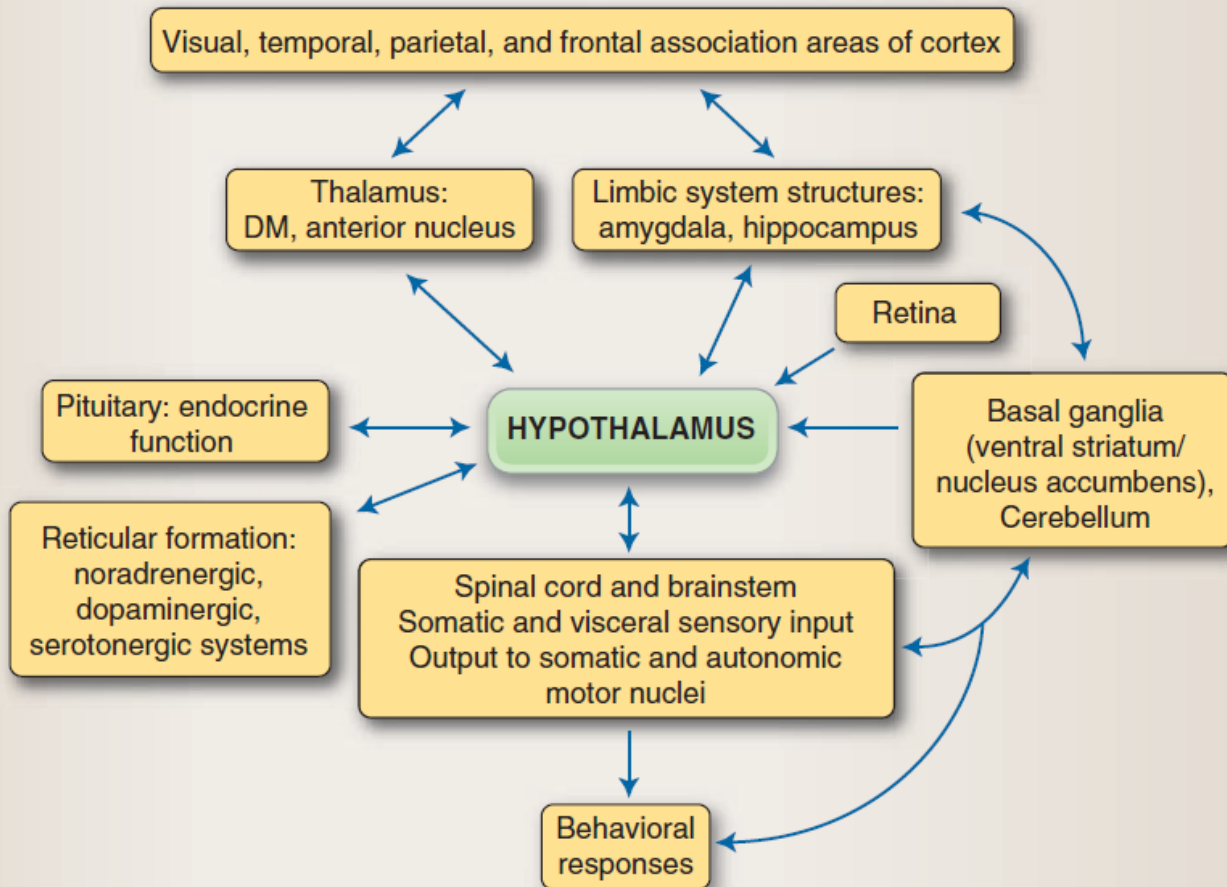 Visual, temporal, parietal, and frontal association areas of cortex
Thalamus:
DM, anterior nucleus
Limbic system structures:
amygdala, hippocampus
Retina
Pituitary: endocrine
function
HYPOTHALAMUS
Basal ganglia
(ventral striatum/
nucleus accumbens),
Cerebellum
Reticular formation:
noradrenergic,
dopaminergic,
serotonergic systems
Spinal cord and brainstem
Somatic and visceral sensory input
Output to somatic and autonomic
motor nuclei
Behavioral
responses